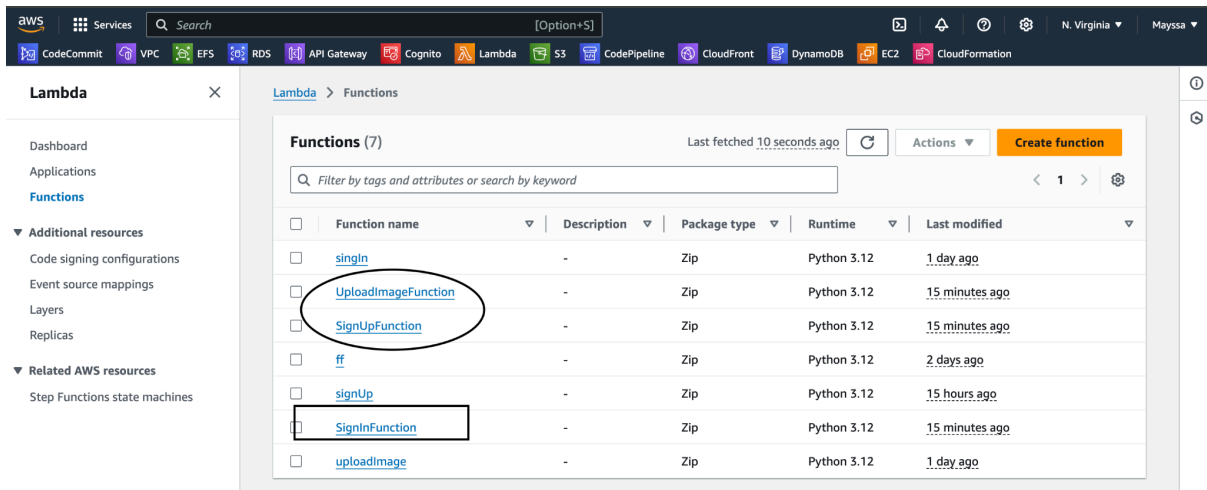 aws Services Search [Option+S] N. Virginia ▼ Mayssa ▼
CodeCommit VPC EFS RDS API Gateway Cognito Lambda S3 CodePipeline CloudFront DynamoDB EC2 CloudFormation
Lambda
Dashboard
Applications
Functions
▼ Additional resources
Code signing configurations
Event source mappings
Layers
Replicas
▼ Related AWS resources
Step Functions state machines
Lambda > Functions
Functions (7) Last fetched 10 seconds ago Actions ▼ Create function
Filter by tags and attributes or search by keyword < 1 >
Function name Description Package type Runtime Last modified
singIn - Zip Python 3.12 1 day ago
UploadImageFunction - Zip Python 3.12 15 minutes ago
SignUpFunction - Zip Python 3.12 15 minutes ago
ff - Zip Python 3.12 2 days ago
signUp - Zip Python 3.12 15 hours ago
SignInFunction - Zip Python 3.12 15 minutes ago
uploadImage - Zip Python 3.12 1 day ago